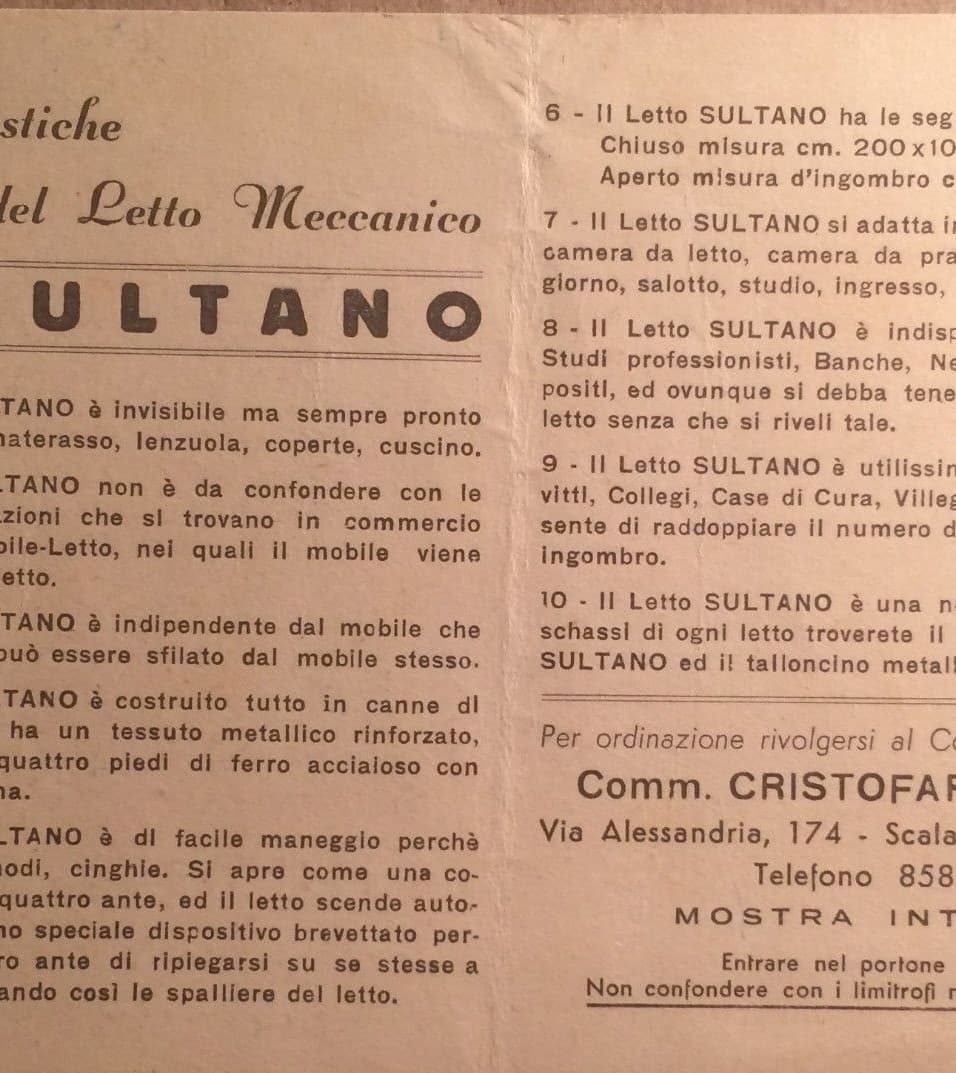 stiche
del Letto Meccanico
ULTANO
TANO è invisibile ma sempre pronto
materasso, lenzuola, coperte, cuscino.
LTANO non è da confondere con le
zioni che si trovano in commercio
bile-Letto, nei quali il mobile viene
etto.
TANO è indipendente dal mobile che
può essere sfilato dal mobile stesso.
TANO è costruito tutto in canne di
ha un tessuto metallico rinforzato,
quattro piedi di ferro acciaioso con
na.
LTANO è di facile maneggio perchè
nodi, cinghie. Si apre come una co-
quattro ante, ed il letto scende auto-
no speciale dispositivo brevettato per-
ro ante di ripiegarsi su se stesse a
ando così le spalliere del letto.
6 - Il Letto SULTANO ha le seg
Chiuso misura cm. 200x10
Aperto misura d'ingombro c
7 - Il Letto SULTANO si adatta in
camera da letto, camera da pra
giorno, salotto, studio, ingresso,
8 - Il Letto SULTANO è indisp
Studi professionisti, Banche, Ne
positi, ed ovunque si debba tene
letto senza che si riveli tale.
9 - Il Letto SULTANO è utilissin
vitti, Collegi, Case di Cura, Villeg
sente di raddoppiare il numero d
ingombro.
10 - Il Letto SULTANO è una n
schassi di ogni letto troverete il
SULTANO ed il talloncino metall
Per ordinazione rivolgersi al Co
Comm. CRISTOFAR
Via Alessandria, 174 - Scala
Telefono 858
MOSTRA INT
Entrare nel portone
Non confondere con i limitrofi n